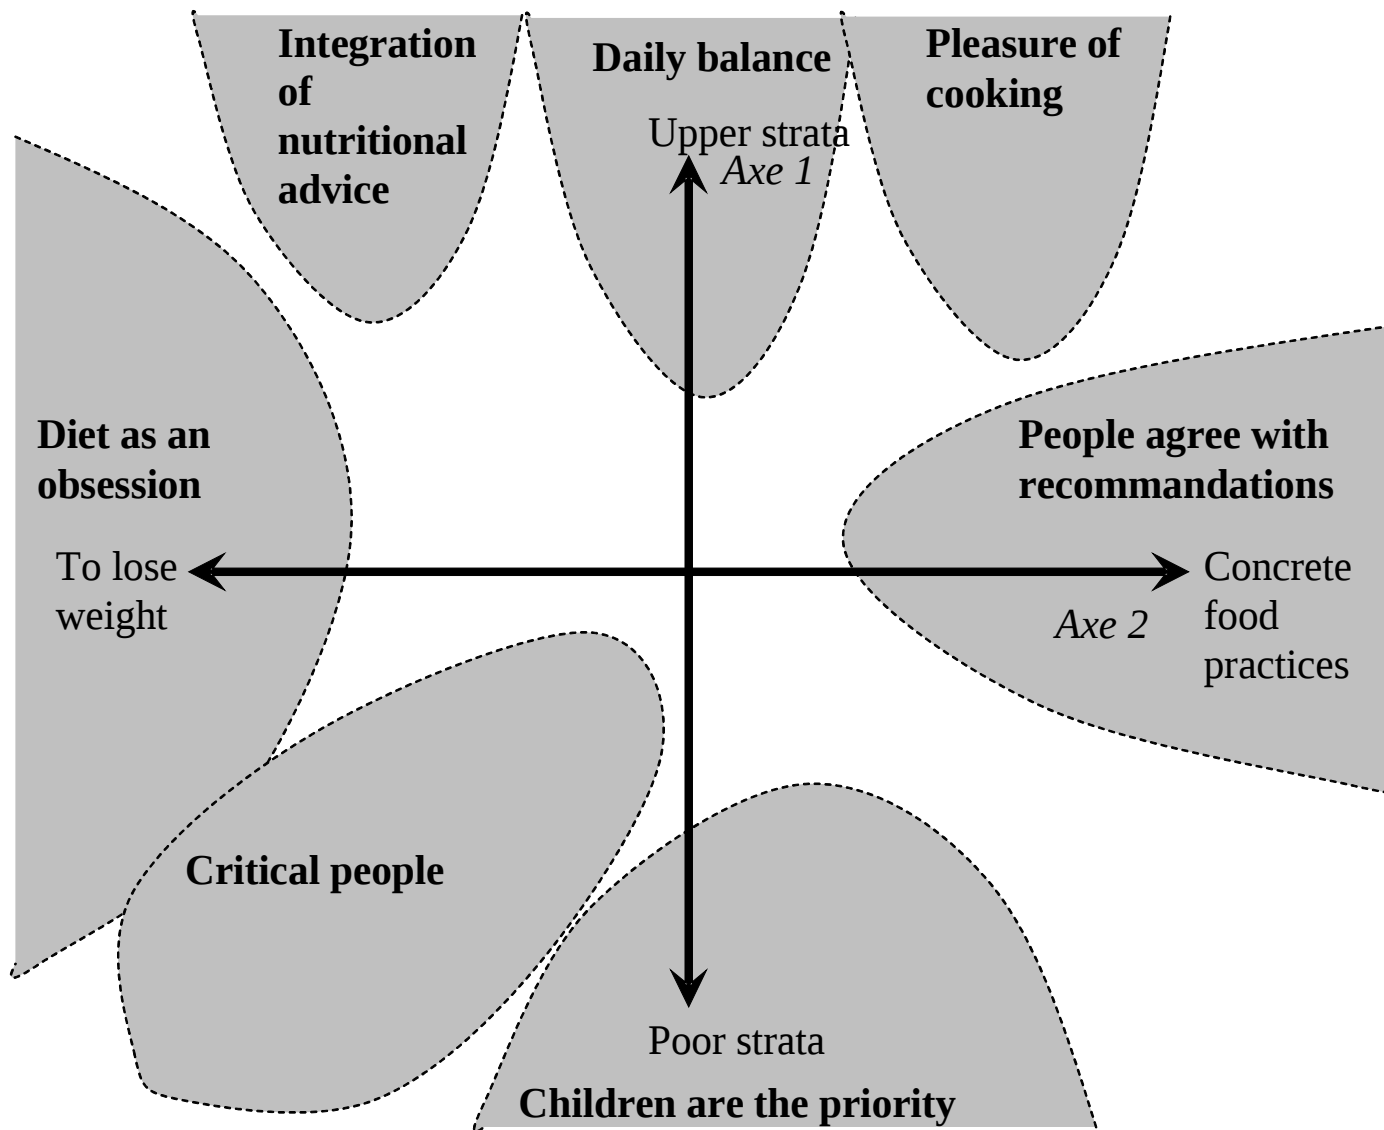 Integration
of
nutritional
advice
Daily balance
Pleasure of
cooking
Upper strata
Axe 1
Diet as an
obsession
People agree with
recommandations
To lose
weight
Concrete
food
practices
Axe 2
Critical people
Poor strata
Children are the priority